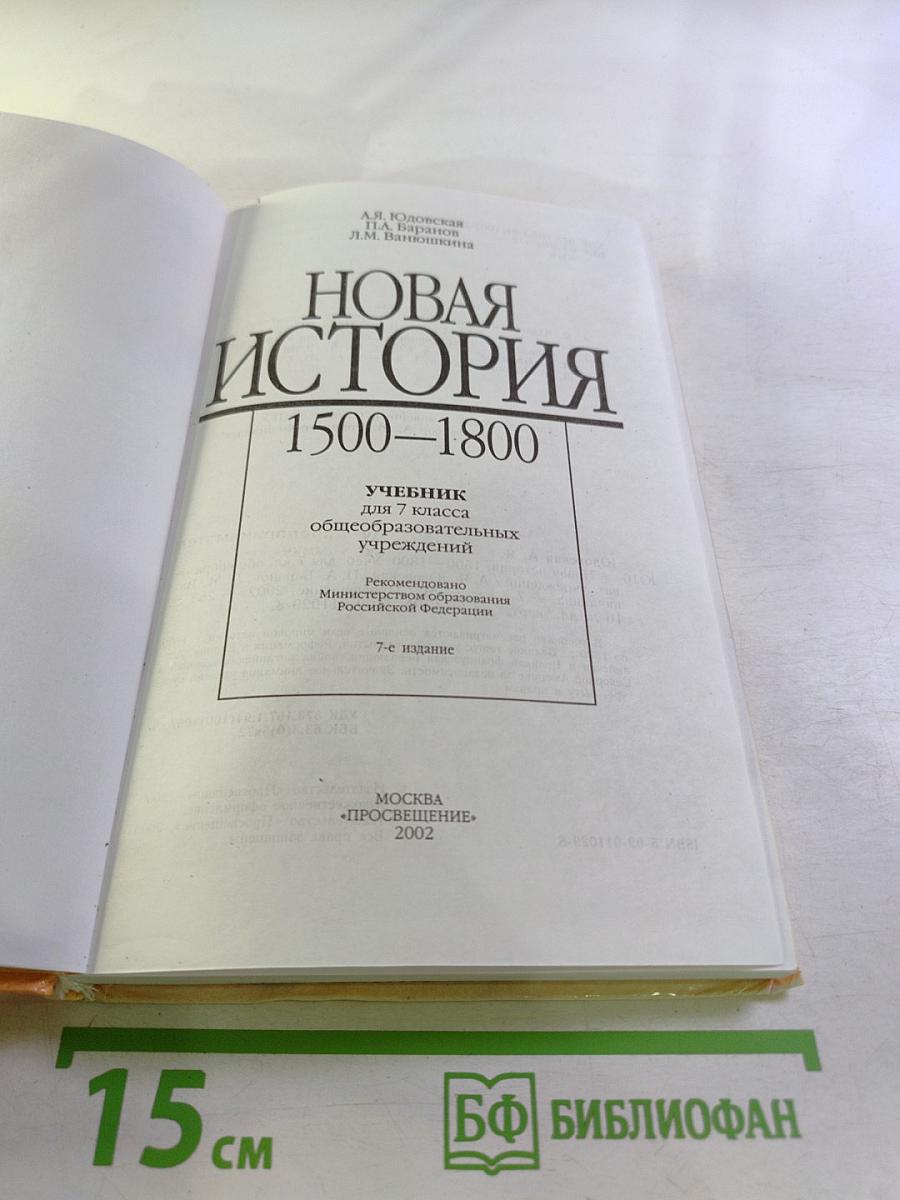 А.Я. Юдовская
П.А. Баранов
Л.М. Ванюшкина
НОВАЯ
ИСТОРИЯ
1500—1800
УЧЕБНИК
для 7 класса
общеобразовательных
учреждений
Рекомендовано
Министерством образования
Российской Федерации
7-е издание
МОСКВА
«ПРОСВЕЩЕНИЕ»
2002
15 см
БФ БИБЛИОФАН